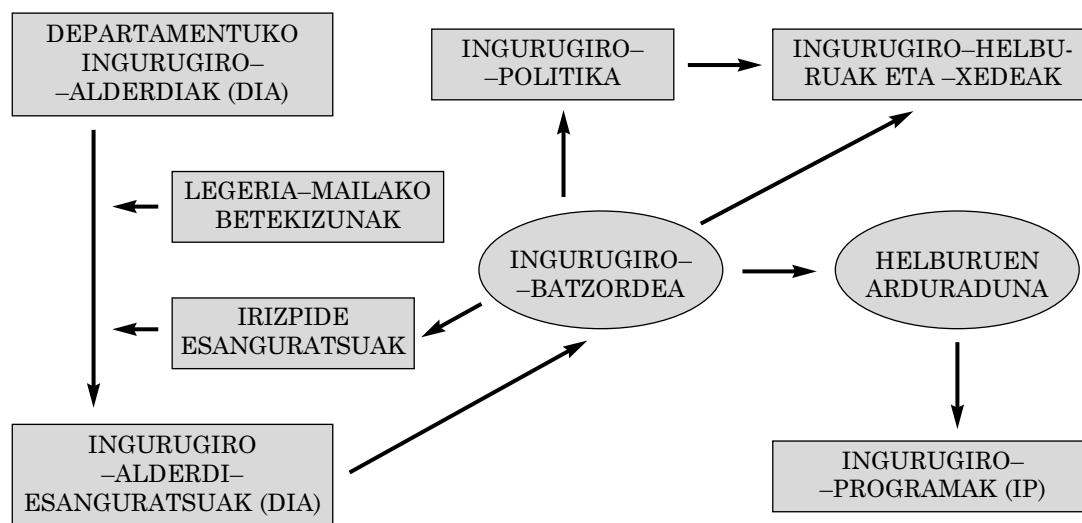 DEPARTAMENTUKO
INGURUGIRO–
–ALDERDIAK (DIA)
INGURUGIRO–
–POLITIKA
INGURUGIRO–HELBU-
RUAK ETA –XEDEAK
LEGERIA–MAILAKO
BETEKIZUNAK
INGURUGIRO–
–BATZORDEA
HELBURUEN
ARDURADUNA
IRIZPIDE
ESANGURATSUAK
INGURUGIRO
–ALDERDI–
ESANGURATSUAK (DIA)
INGURUGIRO–
–PROGRAMAK (IP)